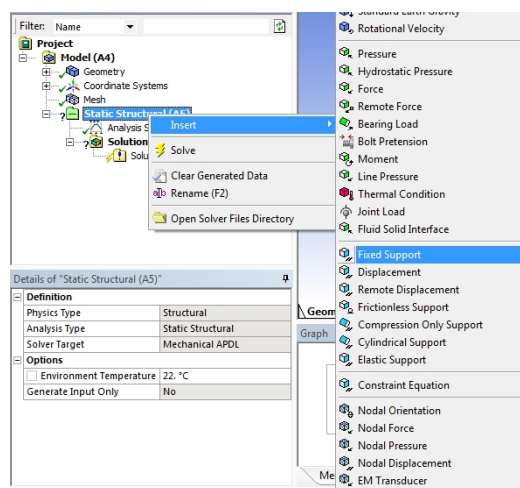 Filter: Name
Project
Model (A4)
Geometry
Coordinate Systems
Mesh
Static Structural (A5)
Analysis S
Solution
Solu
Insert
Solve
Clear Generated Data
Rename (F2)
Open Solver Files Directory
Standard Earth Gravity
Rotational Velocity
Pressure
Hydrostatic Pressure
Force
Remote Force
Bearing Load
Bolt Pretension
Moment
Line Pressure
Thermal Condition
Joint Load
Fluid Solid Interface
Fixed Support
Displacement
Remote Displacement
Frictionless Support
Compression Only Support
Cylindrical Support
Elastic Support
Constraint Equation
Nodal Orientation
Nodal Force
Nodal Pressure
Nodal Displacement
EM Transducer
Details of "Static Structural (A5)"
Definition
Physics Type Structural
Analysis Type Static Structural
Solver Target Mechanical APDL
Options
Environment Temperature 22. °C
Generate Input Only No
Geom
Graph
Me